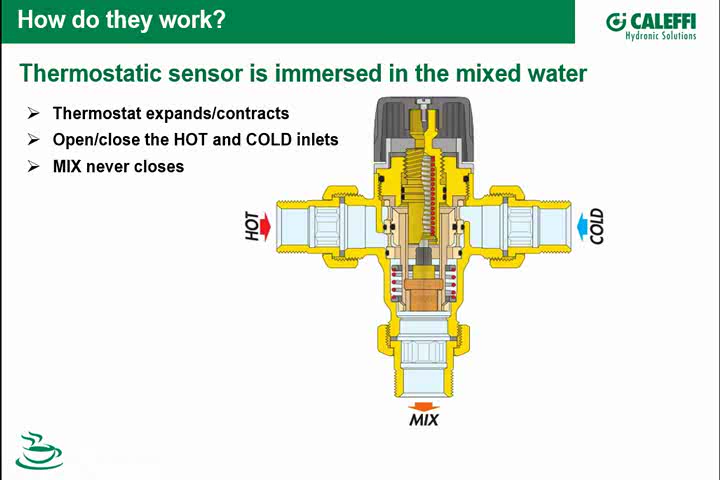 How do they work?
CALEFFI
Hydronic Solutions
Thermostatic sensor is immersed in the mixed water
Thermostat expands/contracts
Open/close the HOT and COLD inlets
MIX never closes
HOT
COLD
MIX